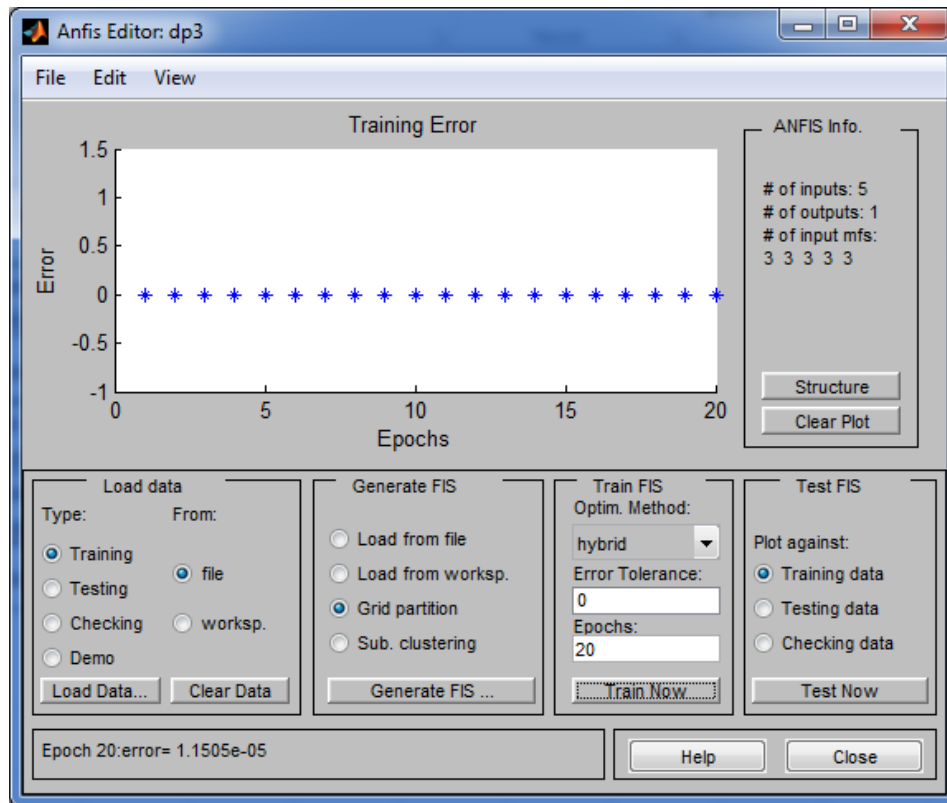 Anfis Editor: dp3
File Edit View
Training Error
1.5
1
0.5
0
-0.5
-1
Error
0 5 10 15 20
Epochs
ANFIS Info.
# of inputs: 5
# of outputs: 1
# of input mfs:
3 3 3 3 3
Structure
Clear Plot
Load data
Type: From:
Training
file
Testing
Checking worksp.
Demo
Load Data... Clear Data
Generate FIS
Load from file
Load from worksp.
Grid partition
Sub. clustering
Generate FIS ...
Train FIS
Optim. Method:
hybrid
Error Tolerance:
0
Epochs:
20
Train Now
Test FIS
Plot against:
Training data
Testing data
Checking data
Test Now
Epoch 20:error= 1.1505e-05
Help Close